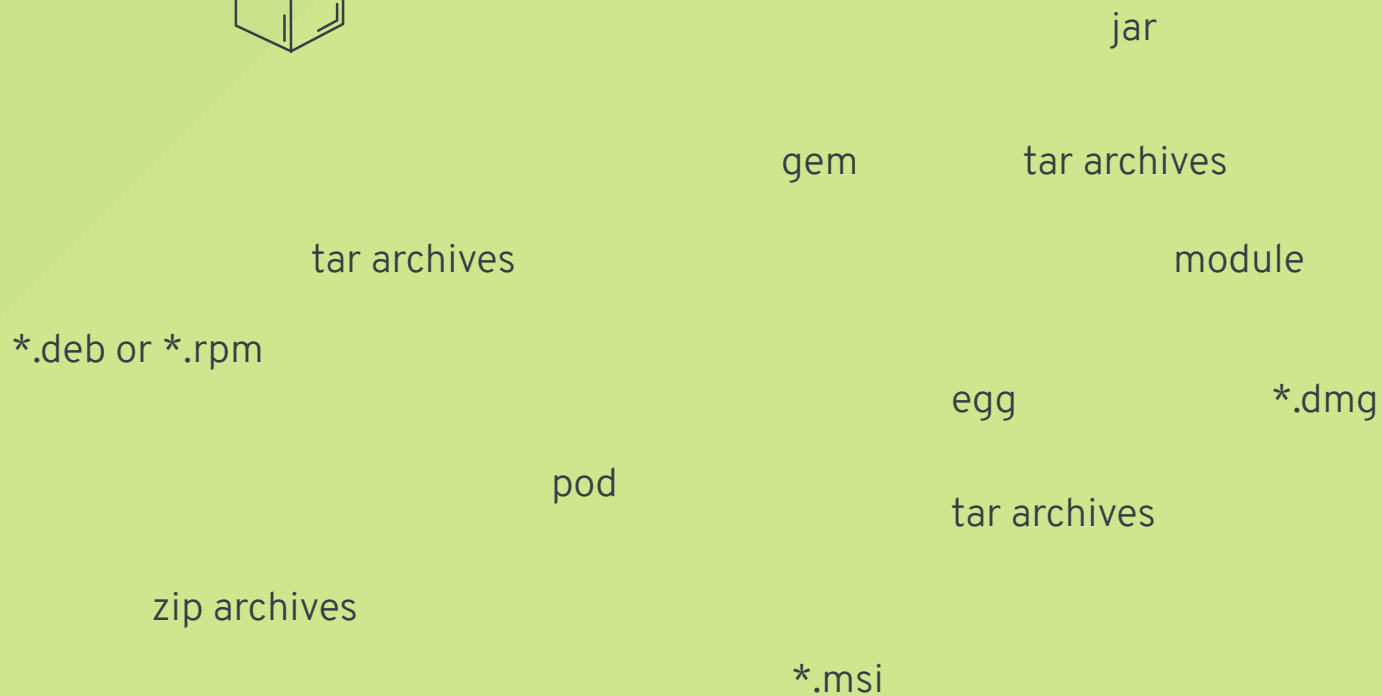 jar
gem
tar archives
tar archives
module
*.deb or *.rpm
egg
*.dmg
pod
tar archives
zip archives
*.msi